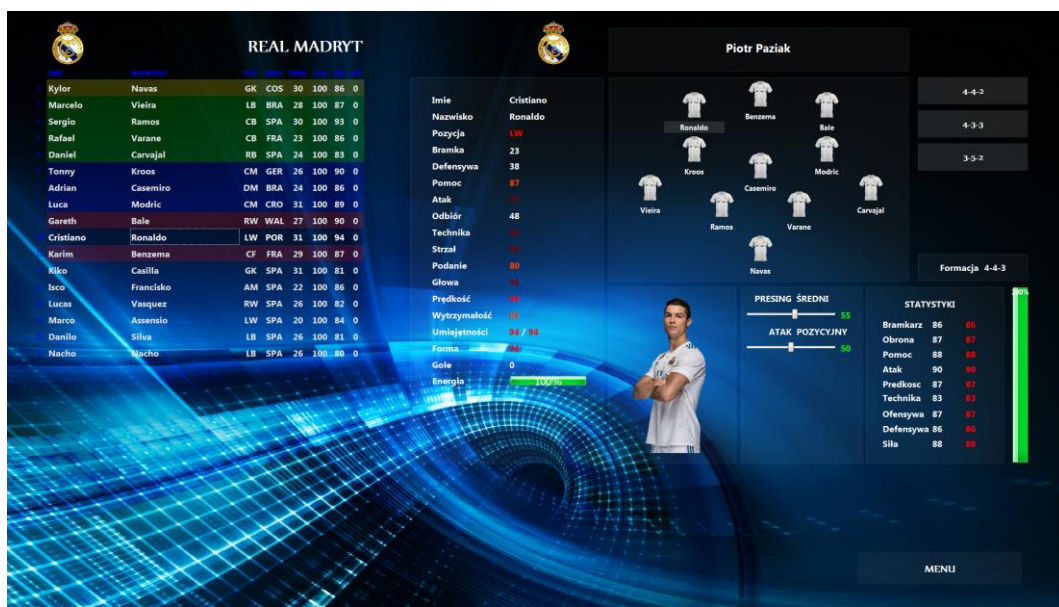 REAL MADRYT
Kylor Navas GK COS 30 100 86 0
Marcelo Vieira LB BRA 28 100 87 0
Sergio Ramos CB SPA 30 100 93 0
Rafael Varane CB FRA 23 100 86 0
Daniel Carvajal RB SPA 24 100 83 0
Tonny Kroos CM GER 26 100 90 0
Adrian Casemiro DM BRA 24 100 86 0
Luca Modric CM CRO 31 100 89 0
Gareth Bale RW WAL 27 100 90 0
Cristiano Ronaldo LW POR 31 100 94 0
Karim Benzema CF FRA 29 100 87 0
Kiko Casilla GK SPA 31 100 81 0
Isco Francisko AM SPA 22 100 86 0
Lucas Vasquez RW SPA 26 100 82 0
Marco Assensio LW SPA 20 100 84 0
Danilo Silva LB SPA 26 100 81 0
Nacho Nacho LB SPA 26 100 80 0
Imie Cristiano
Nazwisko Ronaldo
Pozycja LW
Bramka 23
Defensywa 38
Pomoc 87
Atak
Odbiór 48
Technika
Strzał
Podanie 80
Głowa
Prędkość
Wytrzymałość
Umiejętności 94 / 94
Forma 94
Gole 0
Energia 100%
Piotr Paziak
Benzema
Ronaldo Bale
Kroos Modric
Casemiro
Vieira Carvajal
Ramos Varane
Navas
4-4-2
4-3-3
3-5-2
Formacja 4-4-3
PRESING ŚREDNI
55
ATAK POZYCYJNY
50
STATYSTYKI
Bramkarz 86 86
Obrona 87 87
Pomoc 88 88
Atak 90 90
Predkosc 87 87
Technika 83 83
Ofensywa 87 87
Defensywa 86 86
Siła 88 88
100%
MENU